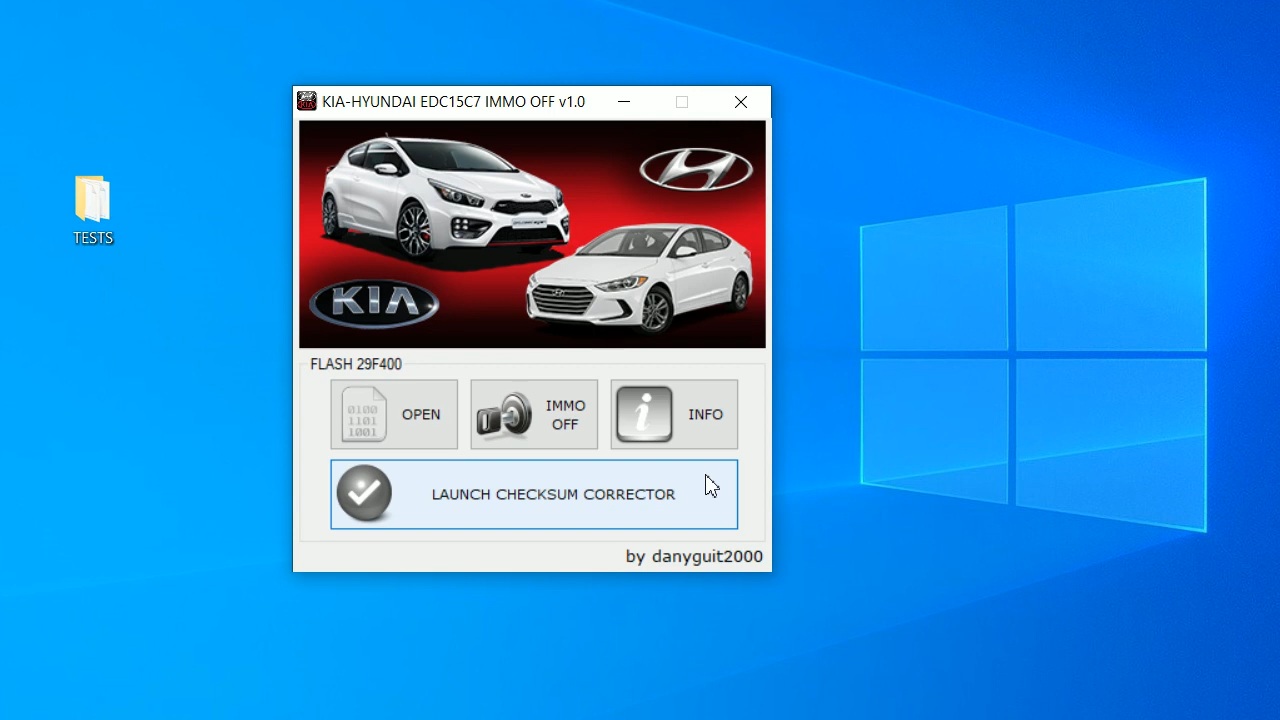 KIA-HYUNDAI EDC15C7 IMMO OFF v1.0
TESTS
KIA
FLASH 29F400
0100
1101
1001
OPEN
IMMO
OFF
INFO
LAUNCH CHECKSUM CORRECTOR
by danyguit2000